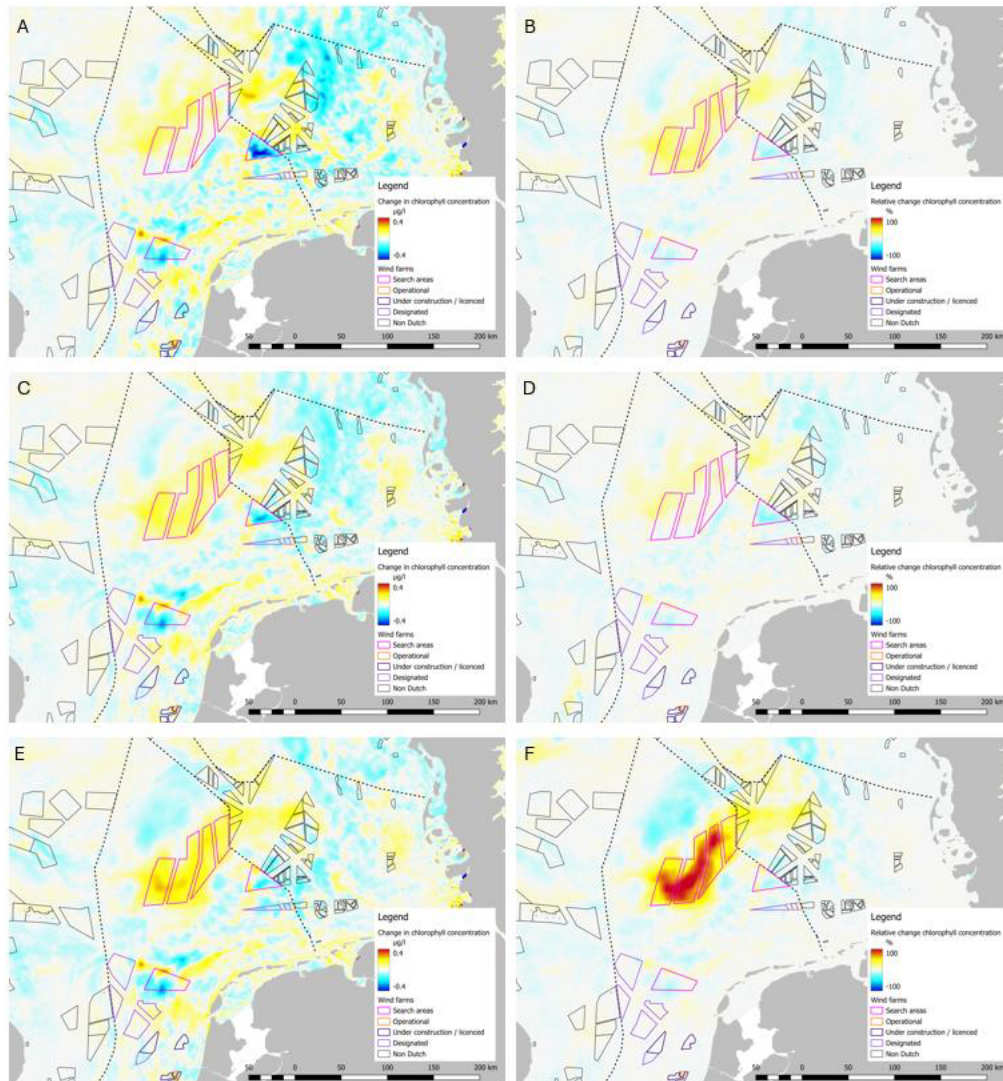 A
Legend
Change in chlorophyll concentration
µg/l
0.4
-0.4
Wind farms
Search areas
Operational
Under construction / licenced
Designated
Non Dutch
50 0 50 100 150 200 km
B
Legend
Relative change chlorophyll concentration
%
100
-100
Wind farms
Search areas
Operational
Under construction / licenced
Designated
Non Dutch
50 0 50 100 150 200 km
C
Legend
Change in chlorophyll concentration
µg/l
0.4
-0.4
Wind farms
Search areas
Operational
Under construction / licenced
Designated
Non Dutch
50 0 50 100 150 200 km
D
Legend
Relative change chlorophyll concentration
%
100
-100
Wind farms
Search areas
Operational
Under construction / licenced
Designated
Non Dutch
50 0 50 100 150 200 km
E
Legend
Change in chlorophyll concentration
µg/l
0.4
-0.4
Wind farms
Search areas
Operational
Under construction / licenced
Designated
Non Dutch
50 0 50 100 150 200 km
F
Legend
Relative change chlorophyll concentration
%
100
-100
Wind farms
Search areas
Operational
Under construction / licenced
Designated
Non Dutch
50 0 50 100 150 200 km